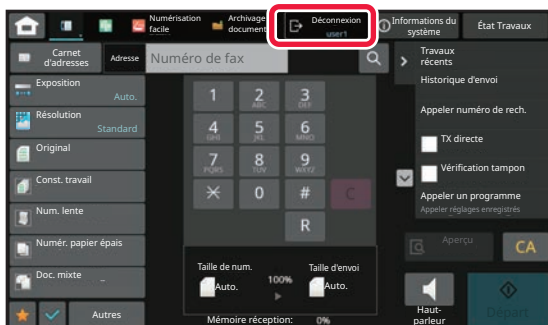 Numérisation
facile
Archivage
document
Déconnexion
user1
Informations du
système
État Travaux
Carnet
d'adresses
Adresse
Numéro de fax
Travaux
récents
Historique d'envoi
Appeler numéro de rech.
TX directe
Vérification tampon
Appeler un programme
Appeler réglages enregistrés
Exposition
Auto.
Résolution
Standard
Original
Const. travail
Num. lente
Numér. papier épais
Doc. mixte
Autres
1
2
ABC
3
DEF
4
GHI
5
JKL
6
MNO
7
PQRS
8
TUV
9
WXYZ
0
#
C
R
Taille de num.
Auto.
100%
Taille d'envoi
Auto.
Mémoire réception: 0%
Aperçu
CA
Haut-
parleur
Départ